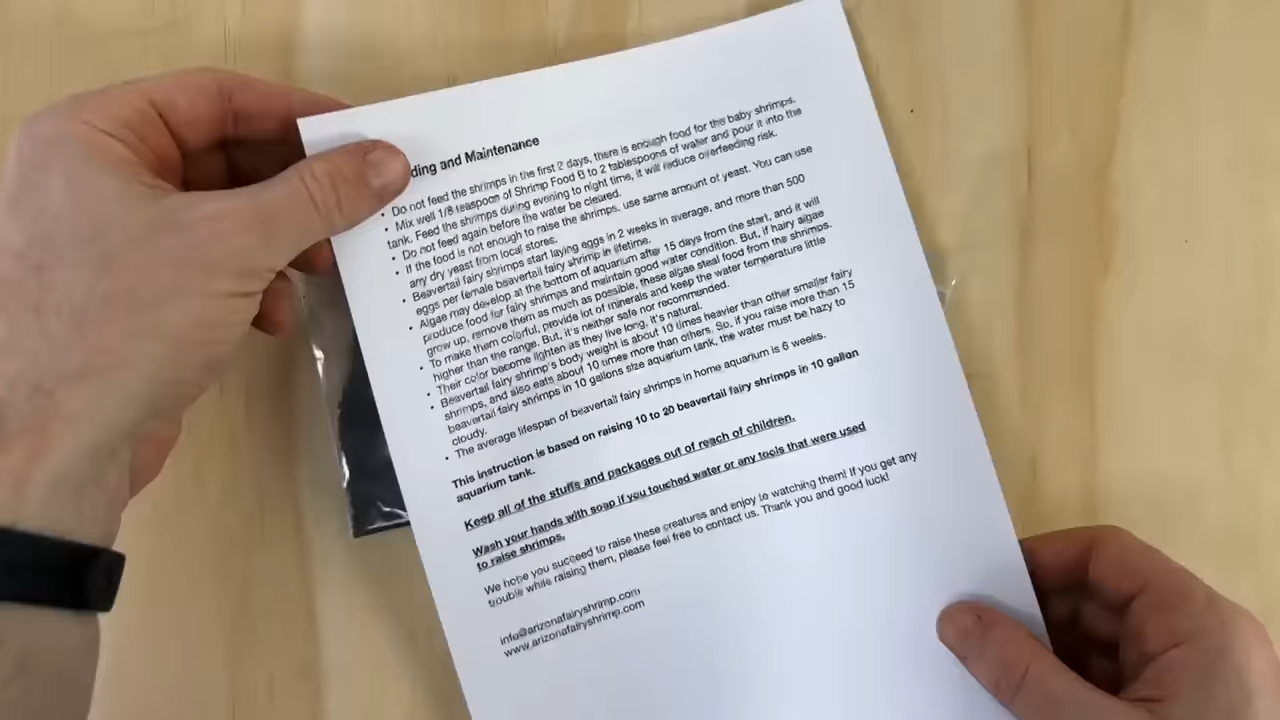 ding and Maintenance
• Do not feed the shrimps in the first 2 days, there is enough food for the baby shrimps.
• Mix well 1/8 teaspoon of Shrimp Food B to 2 tablespoons of water and pour it into the
tank. Feed the shrimps during evening to night time, it will reduce overfeeding risk.
• Do not feed again before the water be cleared.
• If the food is not enough to raise the shrimps, use same amount of yeast. You can use
any dry yeast from local stores.
• Beavertail fairy shrimps start laying eggs in 2 weeks in average, and more than 500
eggs per female beavertail fairy shrimp in lifetime.
• Algae may develop at the bottom of aquarium after 15 days from the start, and it will
produce food for fairy shrimps and maintain good water condition. But, if hairy algae
grow up, remove them as much as possible, these algae steal food from the shrimps.
• To make them colorful, provide lot of minerals and keep the water temperature little
higher than the range. But, it's neither safe nor recommended.
• Their color become lighten as they live long, it's natural.
• Beavertail fairy shrimp's body weight is about 10 times heavier than other smaller fairy
shrimps, and also eats about 10 times more than others. So, if you raise more than 15
beavertail fairy shrimps in 10 gallons size aquarium tank, the water must be hazy to
cloudy.
• The average lifespan of beavertail fairy shrimps in home aquarium is 6 weeks.
This instruction is based on raising 10 to 20 beavertail fairy shrimps in 10 gallon
aquarium tank.
Keep all of the stuffs and packages out of reach of children.
Wash your hands with soap if you touched water or any tools that were used
to raise shrimps.
We hope you succeed to raise these creatures and enjoy to watching them! If you get any
trouble while raising them, please feel free to contact us. Thank you and good luck!
info@arizonafairyshrimp.com
www.arizonafairyshrimp.com